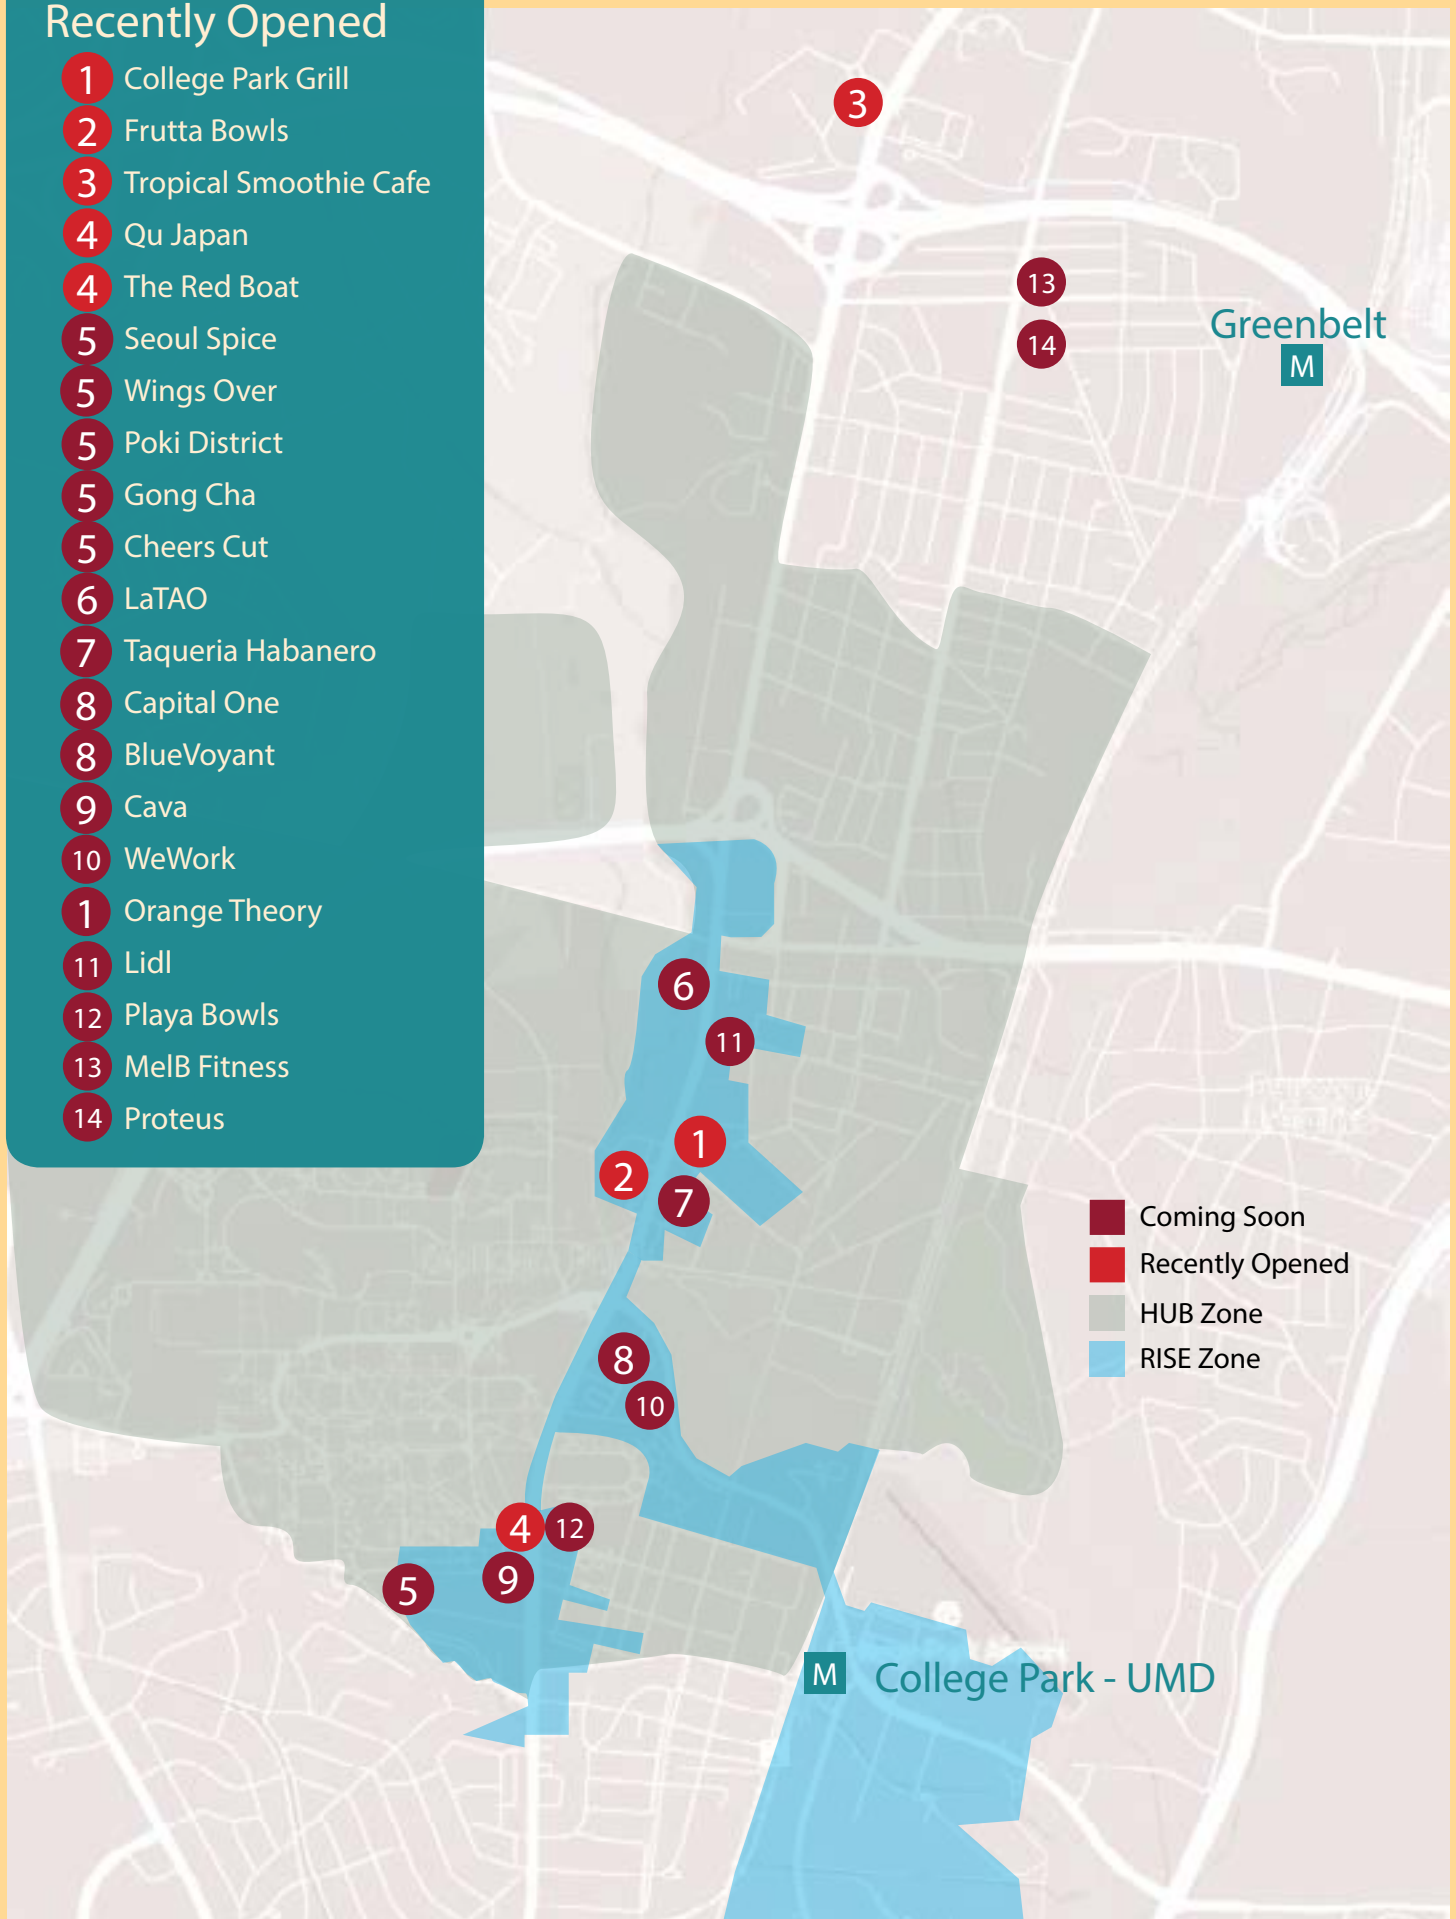 Recently Opened
1 College Park Grill
2 Frutta Bowls
3 Tropical Smoothie Cafe
4 Qu Japan
4 The Red Boat
5 Seoul Spice
5 Wings Over
5 Poki District
5 Gong Cha
5 Cheers Cut
6 LaTAO
7 Taqueria Habanero
8 Capital One
8 BlueVoyant
9 Cava
10 WeWork
1 Orange Theory
11 Lidl
12 Playa Bowls
13 MelB Fitness
14 Proteus
3
13
14
Greenbelt
M
6
11
1
2
7
8
10
4
12
9
5
Coming Soon
Recently Opened
HUB Zone
RISE Zone
M College Park - UMD